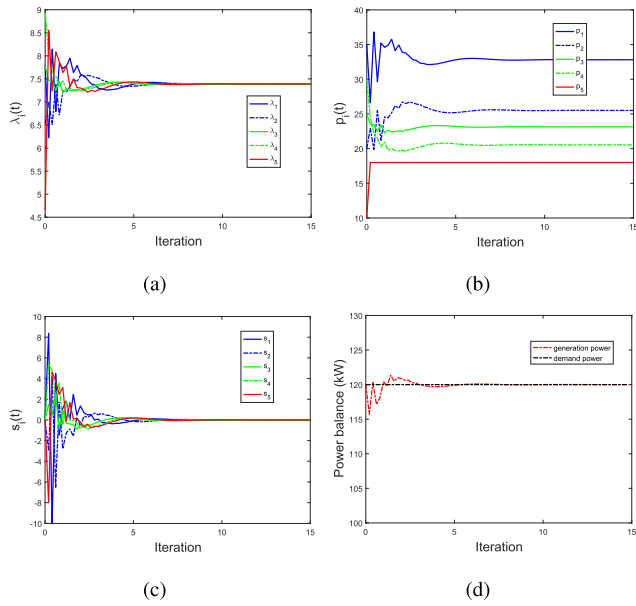 9
8.5
8
7.5
7
6.5
6
5.5
5
4.5
0
5
10
15
λi(t)
Iteration
λ1
λ2
λ3
λ4
λ5
(a)
40
35
30
25
20
15
10
0
5
10
15
pi(t)
Iteration
p1
p2
p3
p4
p5
(b)
10
8
6
4
2
0
-2
-4
-6
-8
-10
0
5
10
15
si(t)
Iteration
s1
s2
s3
s4
s5
(c)
130
125
120
115
110
105
100
0
5
10
15
Power balance (kW)
Iteration
generation power
demand power
(d)